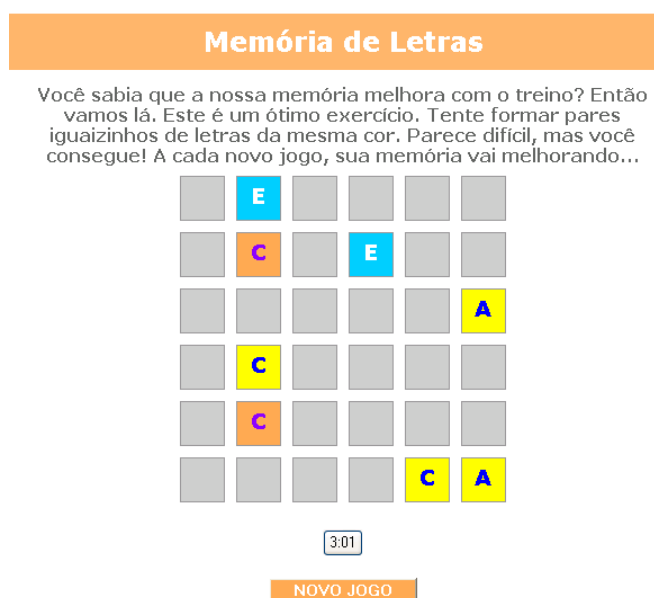 Memória de Letras
Você sabia que a nossa memória melhora com o treino? Então
vamos lá. Este é um ótimo exercício. Tente formar pares
iguaizinhos de letras da mesma cor. Parece difícil, mas você
consegue! A cada novo jogo, sua memória vai melhorando...
E
C E
A
C
C
C A
3:01
NOVO JOGO